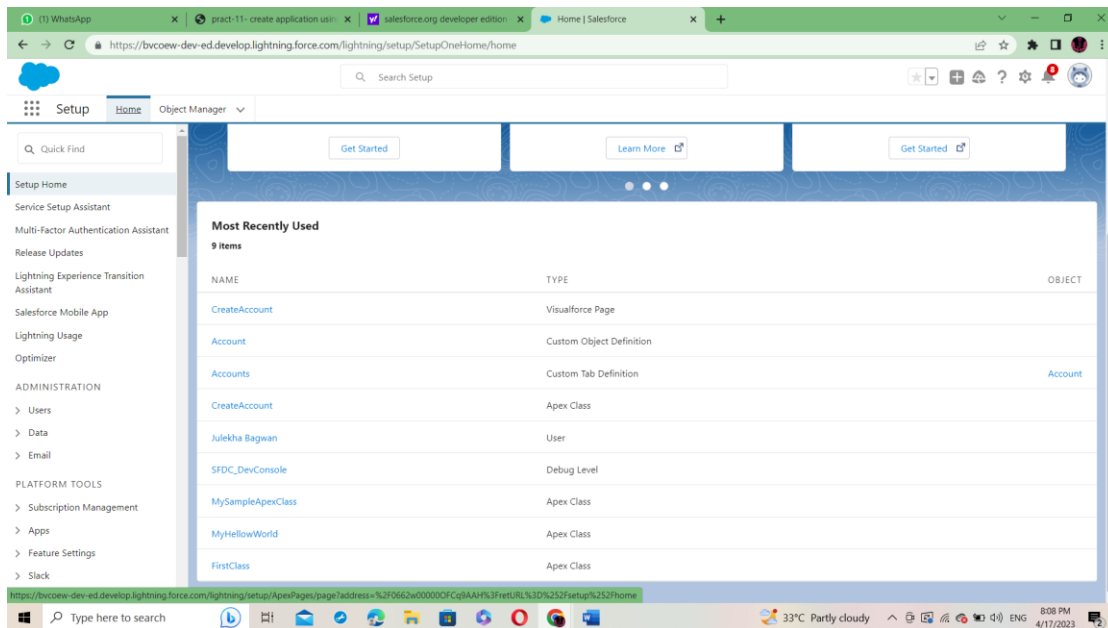 (1) WhatsApp
pract-11- create application usin
salesforce.org developer edition
Home | Salesforce
https://bvcoew-dev-ed.develop.lightning.force.com/lightning/setup/SetupOneHome/home
Search Setup
Setup Home Object Manager
Quick Find
Get Started Learn More Get Started
Setup Home
Service Setup Assistant
Multi-Factor Authentication Assistant
Release Updates
Lightning Experience Transition
Assistant
Salesforce Mobile App
Lightning Usage
Optimizer
ADMINISTRATION
Users
Data
Email
PLATFORM TOOLS
Subscription Management
Apps
Feature Settings
Slack
Most Recently Used
9 items
NAME TYPE OBJECT
CreateAccount Visualforce Page
Account Custom Object Definition
Accounts Custom Tab Definition Account
CreateAccount Apex Class
Julekha Bagwan User
SFDC_DevConsole Debug Level
MySampleApexClass Apex Class
MyHellowWorld Apex Class
FirstClass Apex Class
https://bvcoew-dev-ed.develop.lightning.force.com/lightning/setup/ApexPages/page?address=%2F0662w00000OFCq9AAH%3FretURL%3D%252Fsetup%252Fhome
Type here to search
33°C Partly cloudy
ENG
8:08 PM
4/17/2023